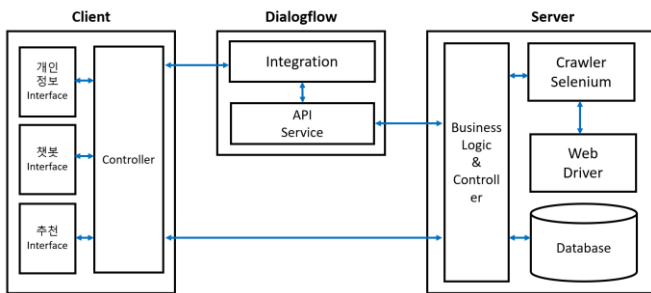 Client
개인
정보
Interface
챗봇
Interface
추천
Interface
Controller
Dialogflow
Integration
API
Service
Server
Business
Logic
&
Controll
er
Crawler
Selenium
Web
Driver
Database